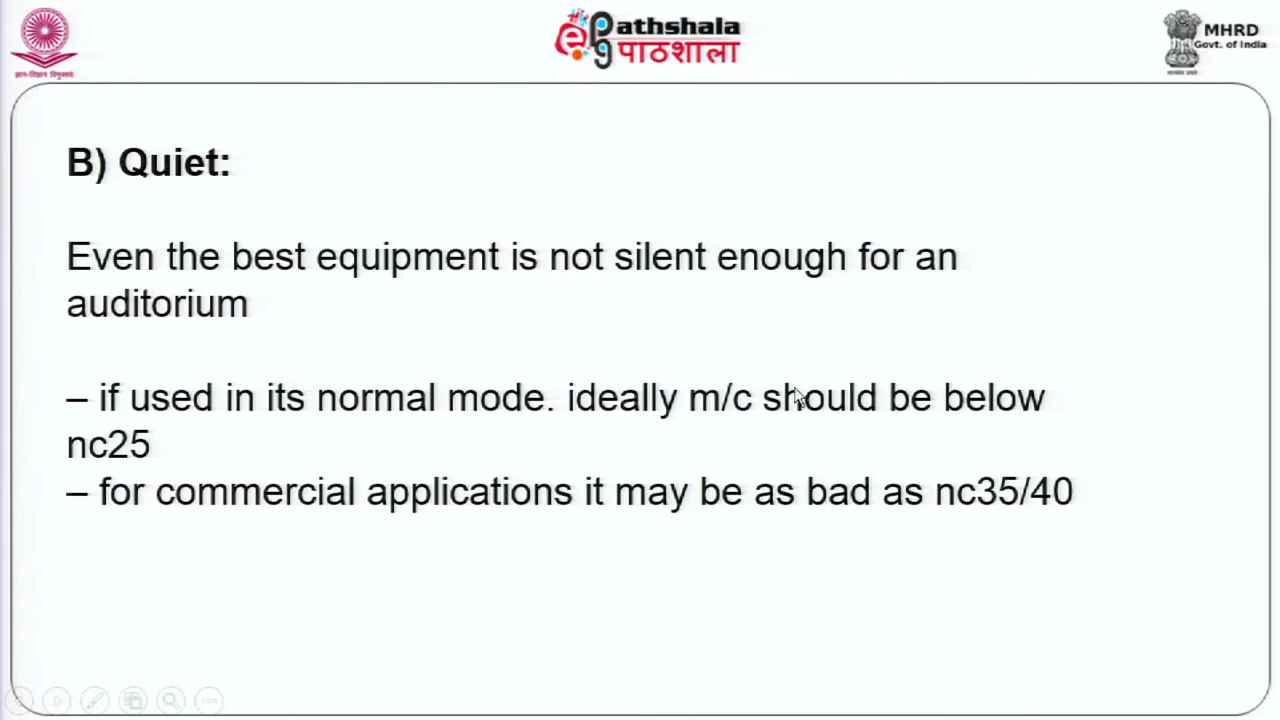 ePathshala
पाठशाला
MHRD
Govt. of India
B) Quiet:
Even the best equipment is not silent enough for an
auditorium
– if used in its normal mode. ideally m/c should be below
nc25
– for commercial applications it may be as bad as nc35/40